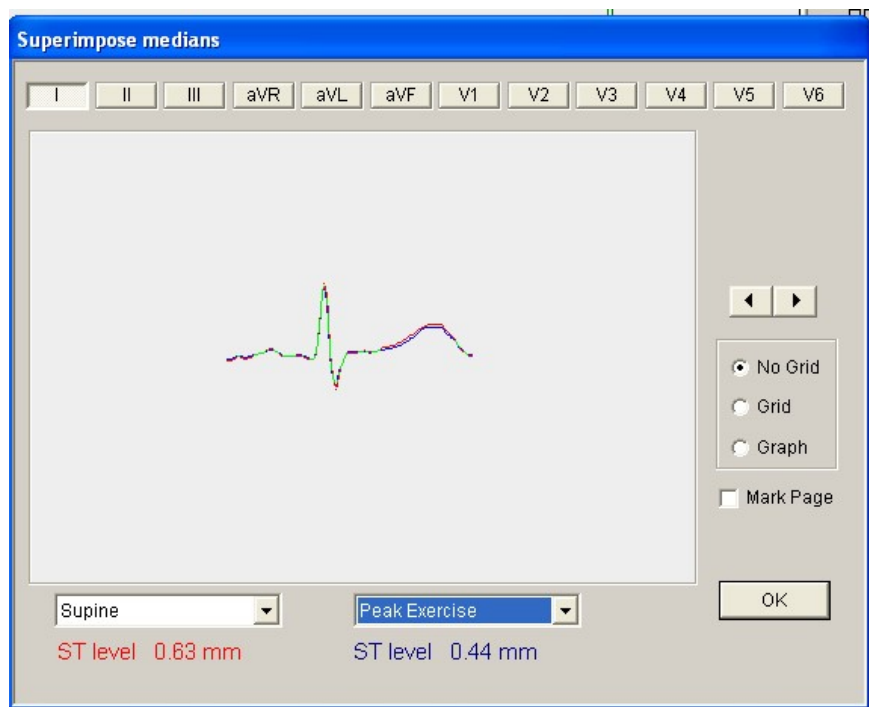 Superimpose medians
I II III aVR aVL aVF V1 V2 V3 V4 V5 V6
No Grid
Grid
Graph
Mark Page
Supine Peak Exercise OK
ST level 0.63 mm ST level 0.44 mm